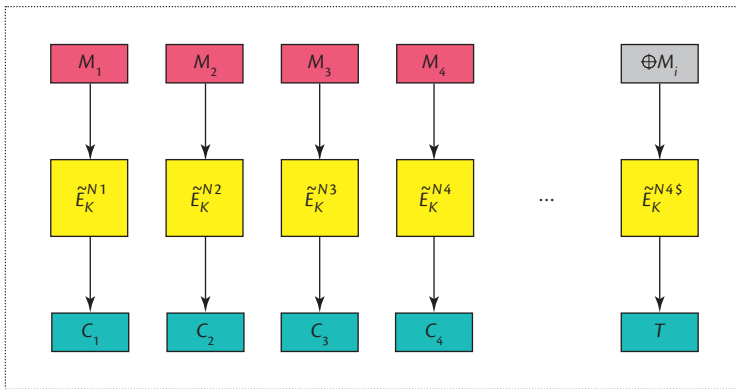 M₁ M₂ M₃ M₄ ⊕Mᵢ
Ẽ_K^{N1} Ẽ_K^{N2} Ẽ_K^{N3} Ẽ_K^{N4} ... Ẽ_K^{N4$}
C₁ C₂ C₃ C₄ T